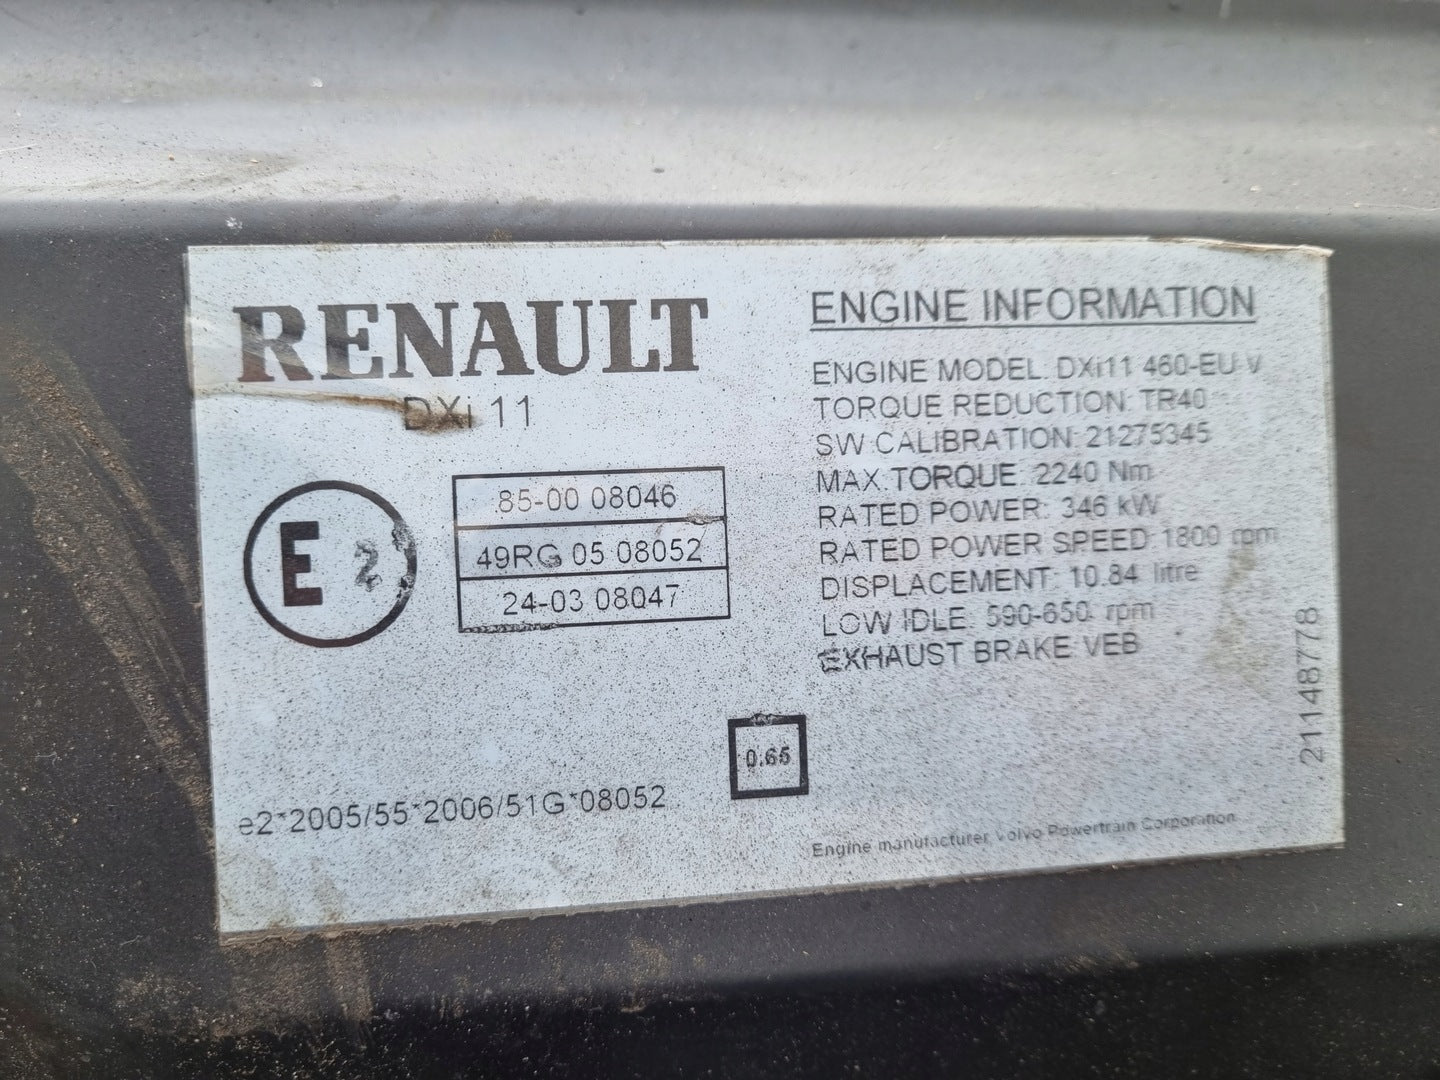 RENAULT
DXi 11
E 2
85-00 08046
49RG 05 08052
24-03 08047
e2*2005/55*2006/51G*08052
0.65
ENGINE INFORMATION
ENGINE MODEL: DXi11 460-EU V
TORQUE REDUCTION: TR40
SW CALIBRATION: 21275345
MAX. TORQUE: 2240 Nm
RATED POWER: 346 kW
RATED POWER SPEED: 1800 rpm
DISPLACEMENT: 10.84 litre
LOW IDLE: 590-650 rpm
EXHAUST BRAKE VEB
Engine manufacturer Volvo Powertrain Corporation
21148778